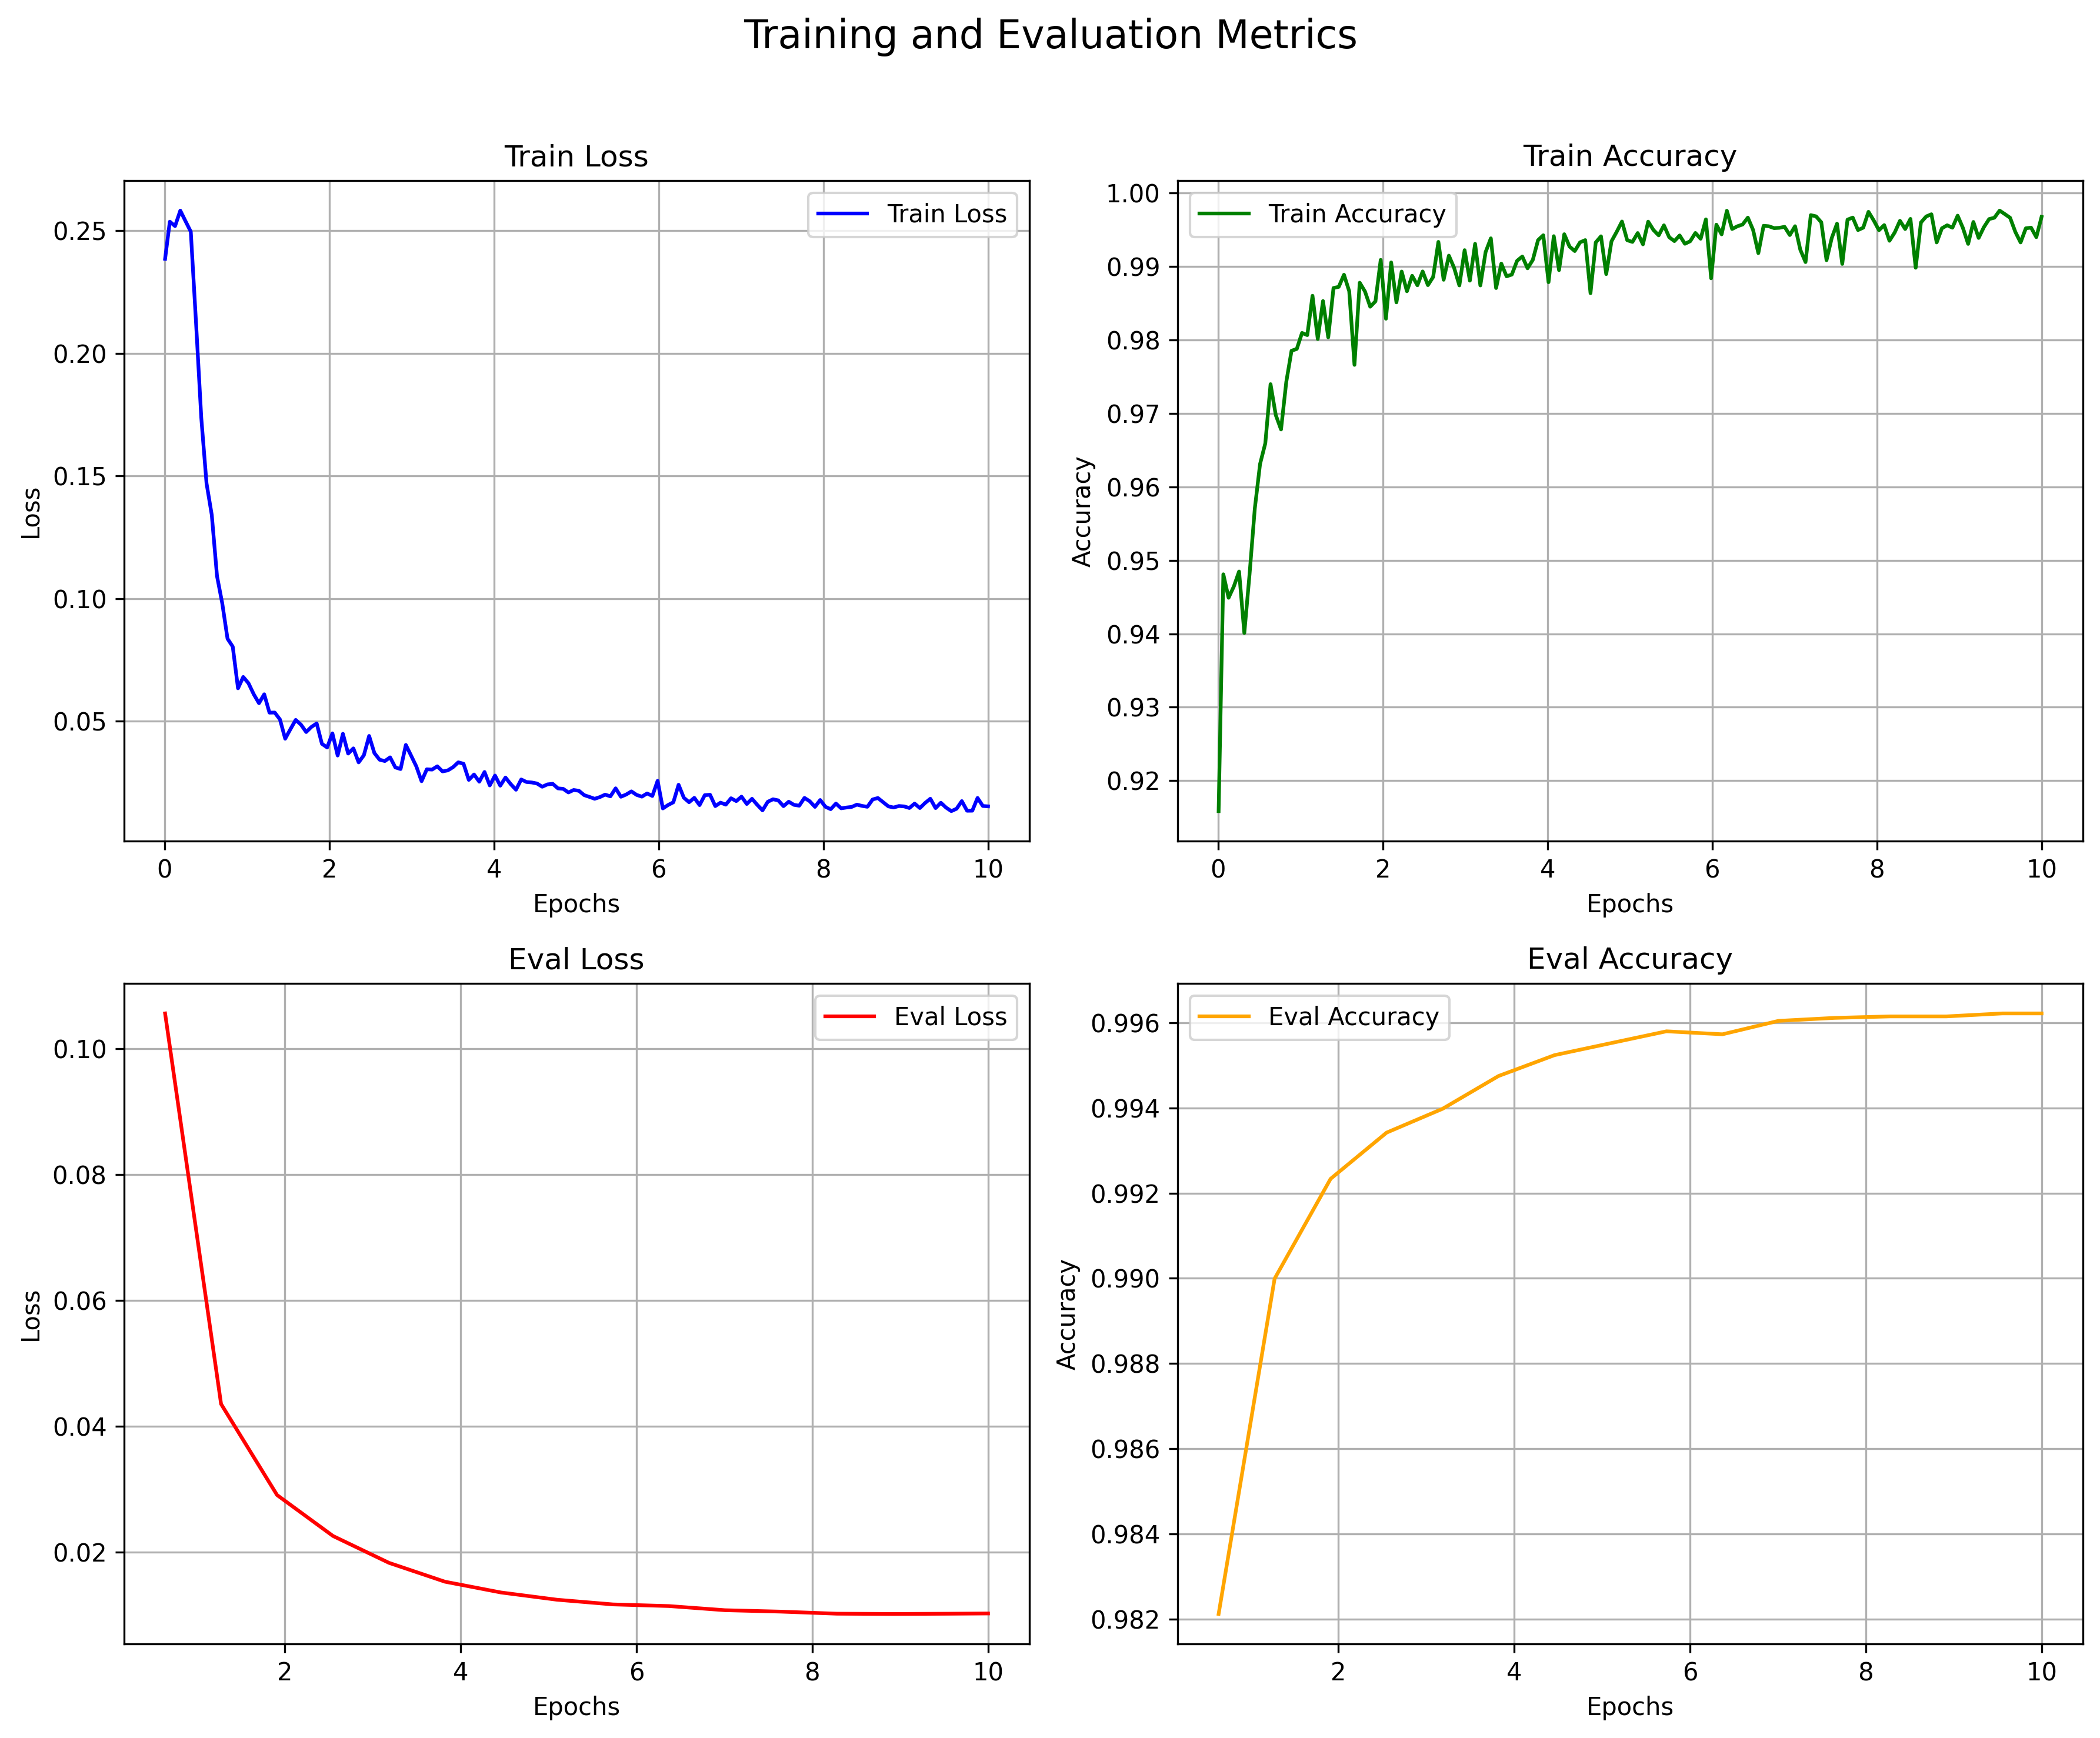 Training and Evaluation Metrics
Train Loss
Train Loss
0.25
0.20
0.15
0.10
0.05
Loss
0 2 4 6 8 10
Epochs
Train Accuracy
Train Accuracy
1.00
0.99
0.98
0.97
0.96
0.95
0.94
0.93
0.92
Accuracy
0 2 4 6 8 10
Epochs
Eval Loss
Eval Loss
0.10
0.08
0.06
0.04
0.02
Loss
2 4 6 8 10
Epochs
Eval Accuracy
Eval Accuracy
0.996
0.994
0.992
0.990
0.988
0.986
0.984
0.982
Accuracy
2 4 6 8 10
Epochs